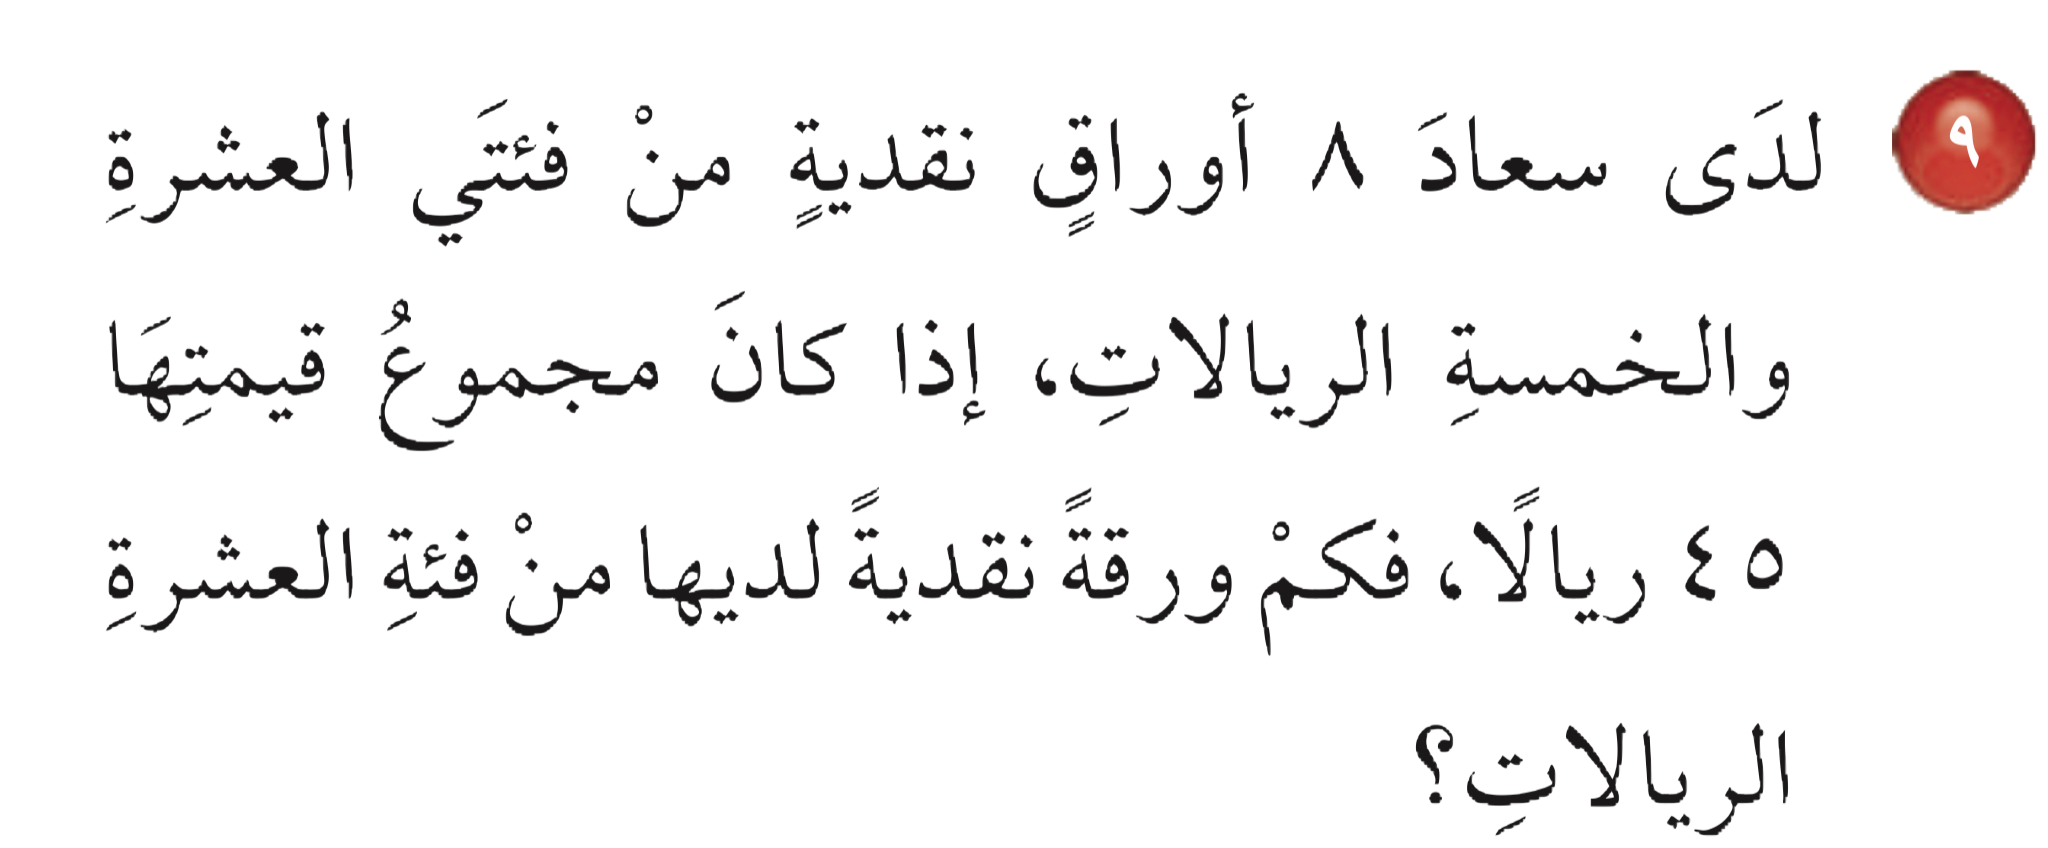 ٩ لدَى سعادَ ٨ أوراقٍ نقديةٍ منْ فئتَي العشرةِ
والخمسةِ الريالاتِ، إذا كانَ مجموعُ قيمتِهَا
٤٥ ريالًا، فكمْ ورقةً نقديةً لديها منْ فئةِ العشرةِ
الريالاتِ؟